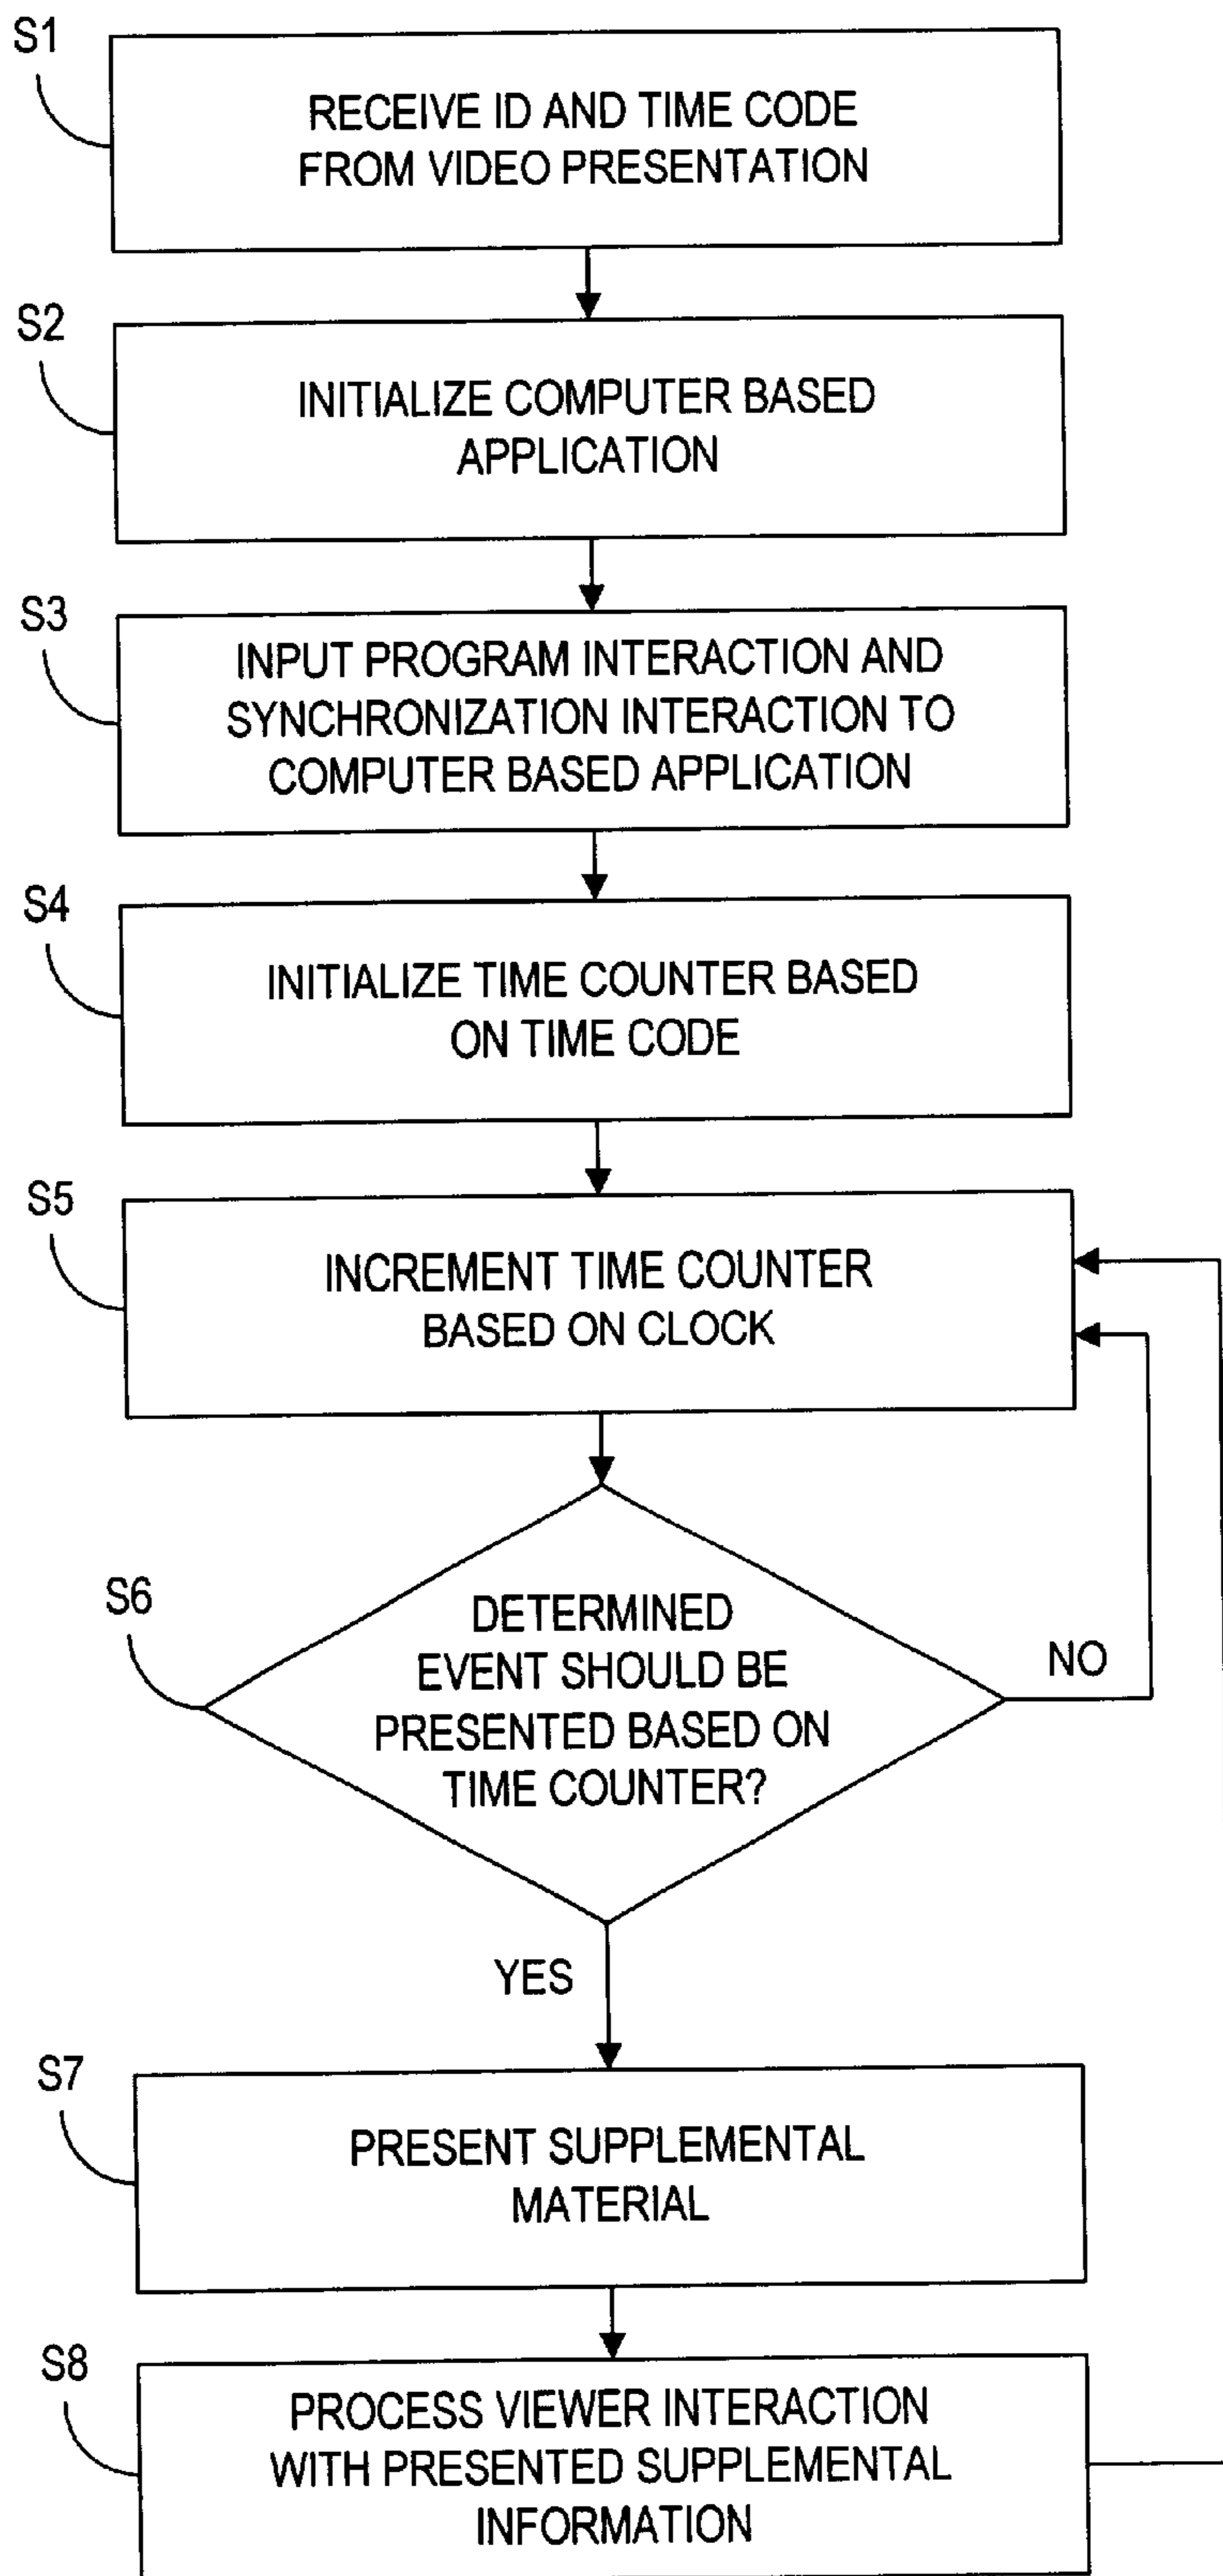 S1
RECEIVE ID AND TIME CODE
FROM VIDEO PRESENTATION
S2
INITIALIZE COMPUTER BASED
APPLICATION
S3
INPUT PROGRAM INTERACTION AND
SYNCHRONIZATION INTERACTION TO
COMPUTER BASED APPLICATION
S4
INITIALIZE TIME COUNTER BASED
ON TIME CODE
S5
INCREMENT TIME COUNTER
BASED ON CLOCK
S6
DETERMINED
EVENT SHOULD BE
PRESENTED BASED ON
TIME COUNTER?
NO
YES
S7
PRESENT SUPPLEMENTAL
MATERIAL
S8
PROCESS VIEWER INTERACTION
WITH PRESENTED SUPPLEMENTAL
INFORMATION